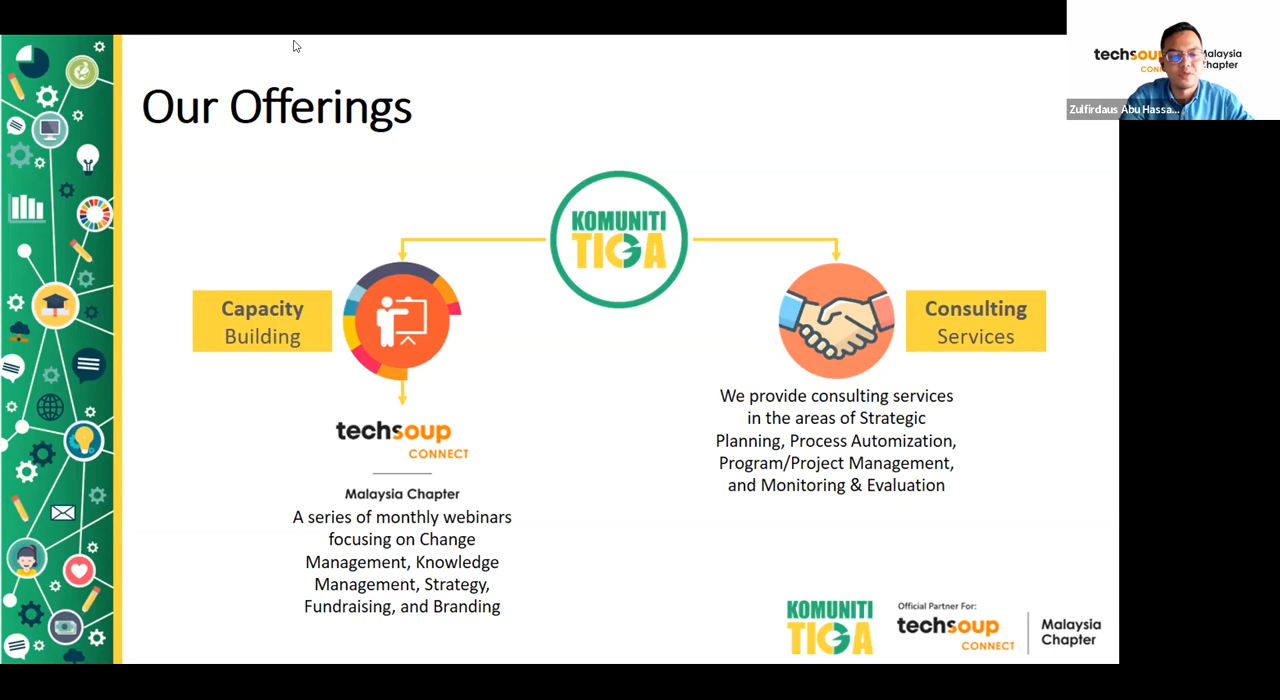 Our Offerings
KOMUNITI
TIGA
Capacity
Building
techsoup
CONNECT
Malaysia Chapter
A series of monthly webinars
focusing on Change
Management, Knowledge
Management, Strategy,
Fundraising, and Branding
Consulting
Services
We provide consulting services
in the areas of Strategic
Planning, Process Automization,
Program/Project Management,
and Monitoring & Evaluation
KOMUNITI
TIGA
Official Partner For:
techsoup
CONNECT
Malaysia
Chapter
Chapter
Zulfirdaus Abu Hassa...